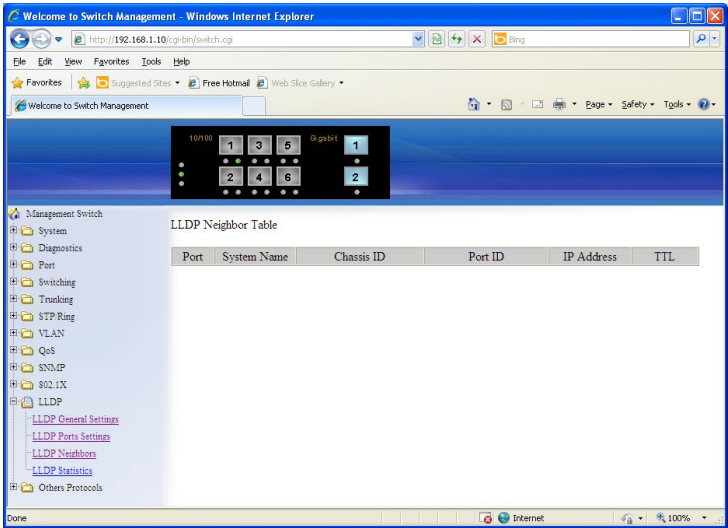 Welcome to Switch Management - Windows Internet Explorer
http://192.168.1.10/cgi-bin/switch.cgi
Bing
File Edit View Favorites Tools Help
Favorites Suggested Sites Free Hotmail Web Slice Gallery
Welcome to Switch Management
Page Safety Tools
10/100 1 3 5 Gigabit 1
2 4 6 2
Management Switch
System
Diagnostics
Port
Switching
Trunking
STP/Ring
VLAN
QoS
SNMP
802.1X
LLDP
LLDP General Settings
LLDP Ports Settings
LLDP Neighbors
LLDP Statistics
Others Protocols
LLDP Neighbor Table
Port System Name Chassis ID Port ID IP Address TTL
Done Internet 100%